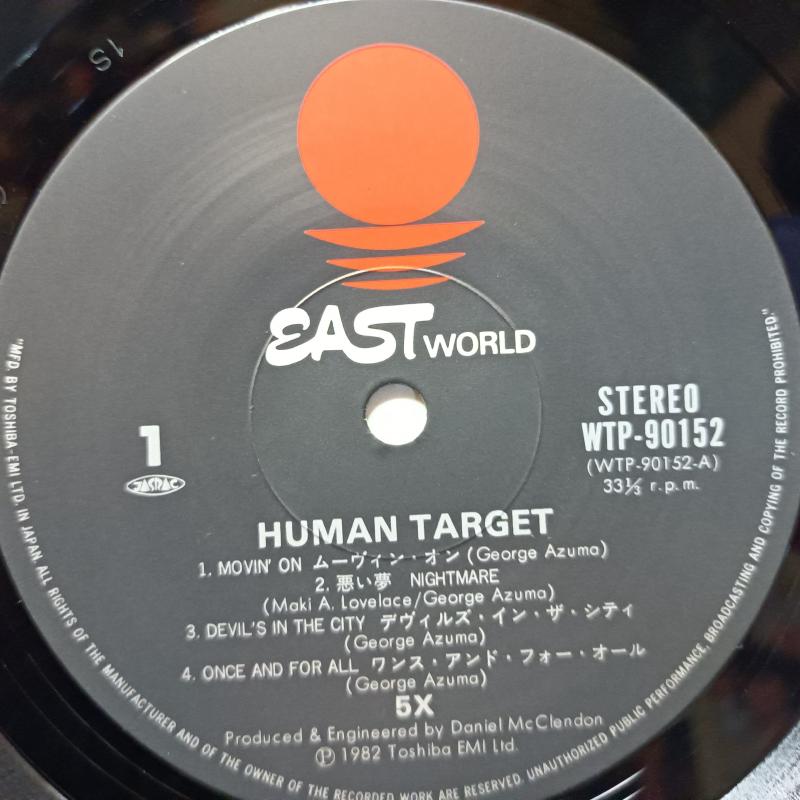 1S
EAST WORLD
1
JASRAC
STEREO
WTP-90152
(WTP-90152-A)
33⅓ r.p.m.
HUMAN TARGET
1. MOVIN' ON ムーヴィン・オン (George Azuma)
2. 悪い夢 NIGHTMARE
(Maki A. Lovelace/George Azuma)
3. DEVIL'S IN THE CITY デヴィルズ・イン・ザ・シティ
(George Azuma)
4. ONCE AND FOR ALL ワンス・アンド・フォー・オール
(George Azuma)
5X
Produced & Engineered by Daniel McClendon
Ⓟ 1982 Toshiba EMI Ltd.
"MFD. BY TOSHIBA-EMI LTD. IN JAPAN. ALL RIGHTS OF THE MANUFACTURER AND OF THE OWNER OF THE RECORDED WORK ARE RESERVED. UNAUTHORIZED PUBLIC PERFORMANCE, BROADCASTING AND COPYING OF THE RECORD PROHIBITED."